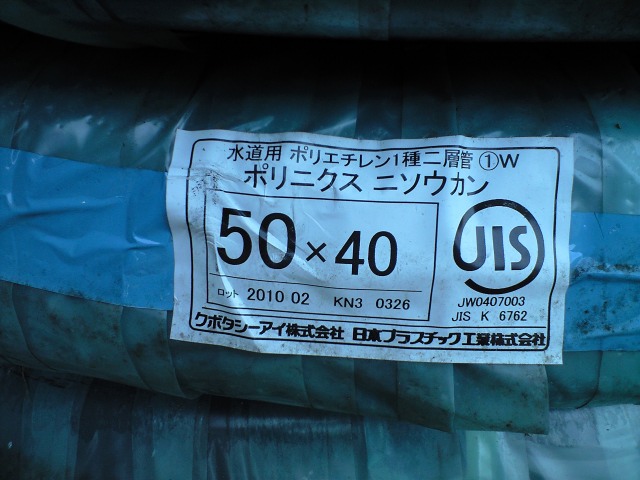 水道用 ポリエチレン1種二層管 ①W
ポリニクス ニソウカン
50×40
ロット 2010 02 KN3 0326
JIS
JW0407003
JIS K 6762
クボタシーアイ株式会社 日本プラスチック工業株式会社